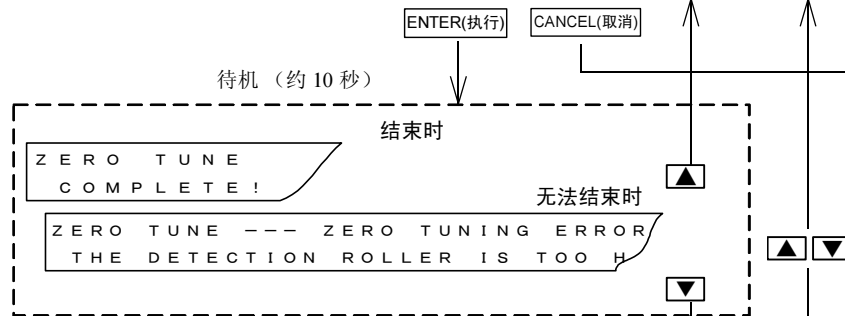 ENTER(执行)
CANCEL(取消)
待机 （约 10 秒）
结束时
ZERO TUNE
COMPLETE!
无法结束时
ZERO TUNE --- ZERO TUNING ERROR
THE DETECTION ROLLER IS TOO H